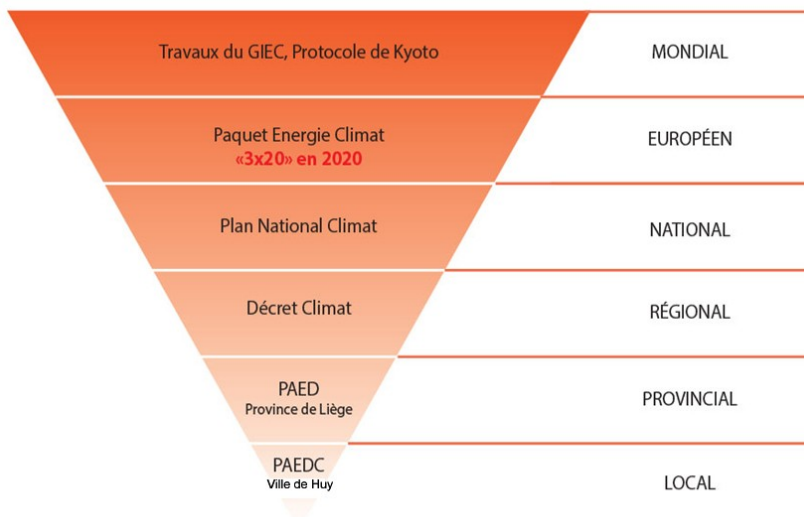 Travaux du GIEC, Protocole de Kyoto
MONDIAL
Paquet Energie Climat
«3x20» en 2020
EUROPÉEN
Plan National Climat
NATIONAL
Décret Climat
RÉGIONAL
PAED
Province de Liège
PROVINCIAL
PAEDC
Ville de Huy
LOCAL